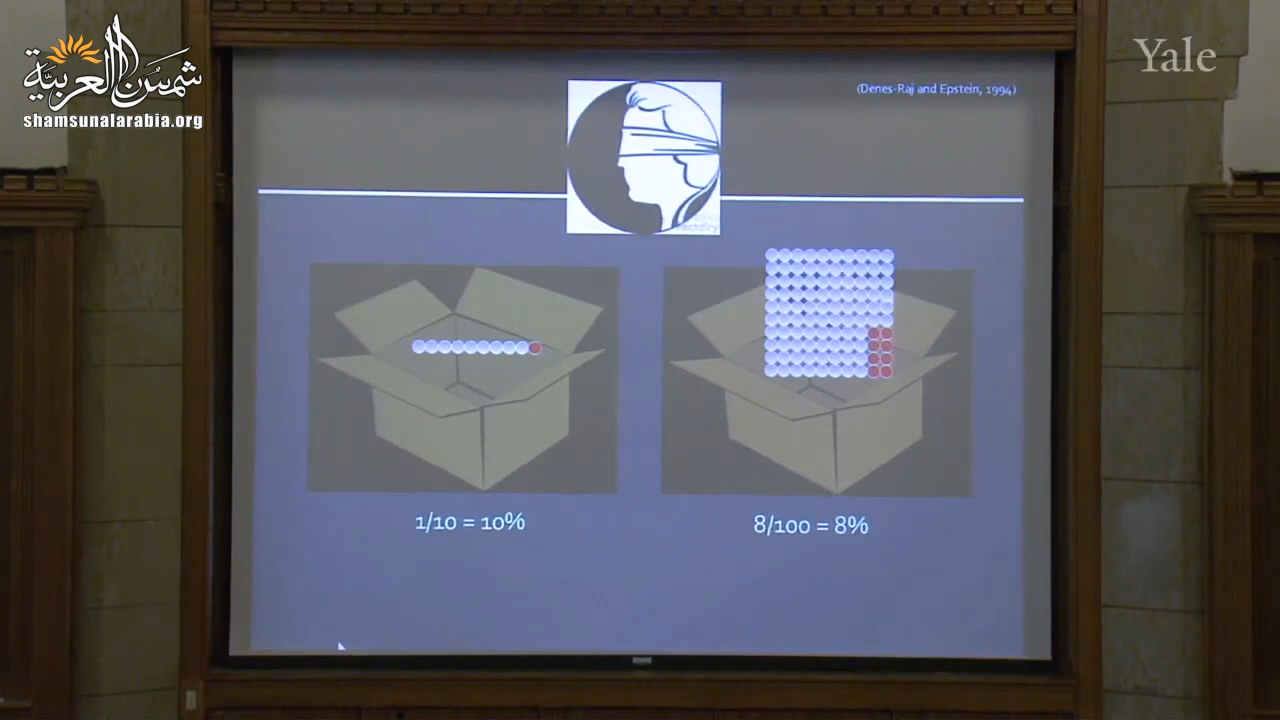 شمس العربية
shamsunalarabia.org
Yale
(Denes-Raj and Epstein, 1994)
1/10 = 10%
8/100 = 8%